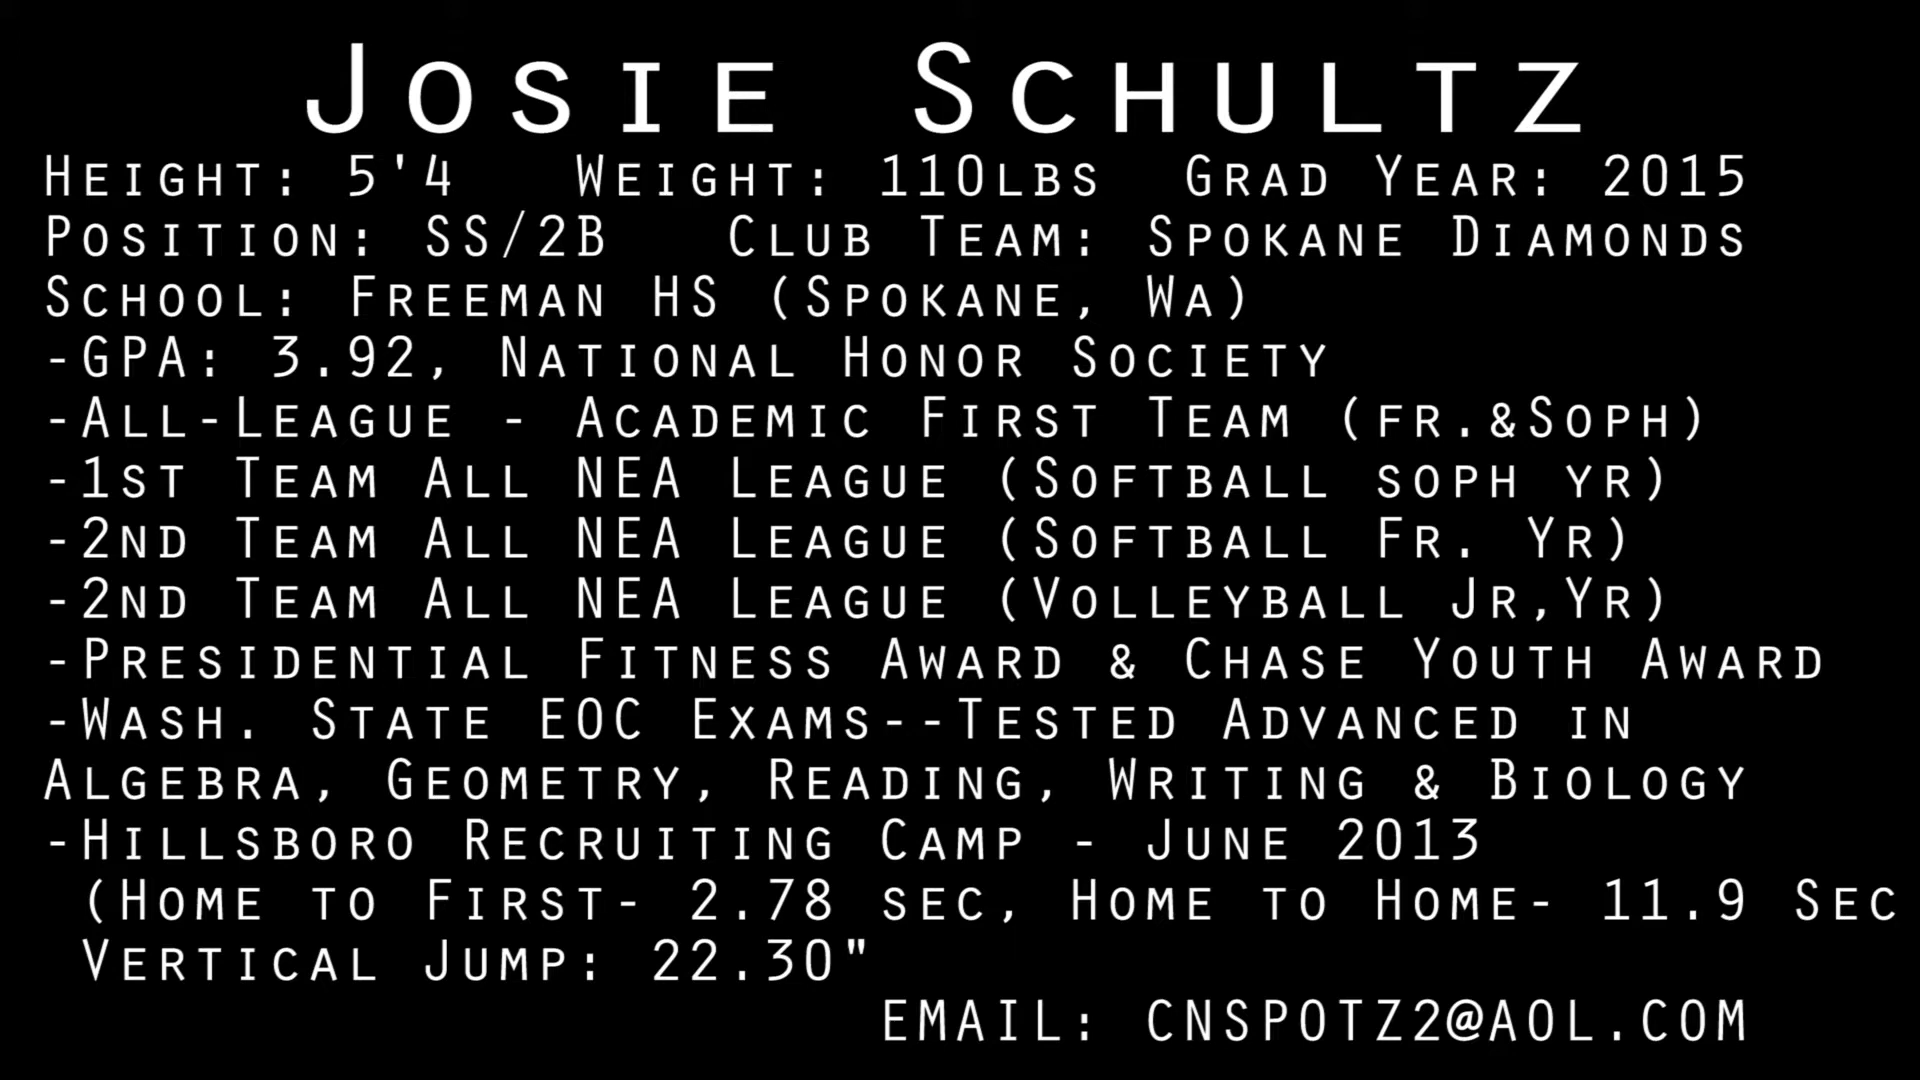 Josie Schultz
Height: 5'4 Weight: 110lbs Grad Year: 2015
Position: SS/2B Club Team: Spokane Diamonds
School: Freeman HS (Spokane, Wa)
-GPA: 3.92, National Honor Society
-All-League - Academic First Team (fr.&Soph)
-1st Team All NEA League (Softball soph yr)
-2nd Team All NEA League (Softball Fr. Yr)
-2nd Team All NEA League (Volleyball Jr,Yr)
-Presidential Fitness Award & Chase Youth Award
-Wash. State EOC Exams--Tested Advanced in
Algebra, Geometry, Reading, Writing & Biology
-Hillsboro Recruiting Camp - June 2013
(Home to First- 2.78 sec, Home to Home- 11.9 Sec
Vertical Jump: 22.30"
EMAIL: CNSPOTZ2@AOL.COM